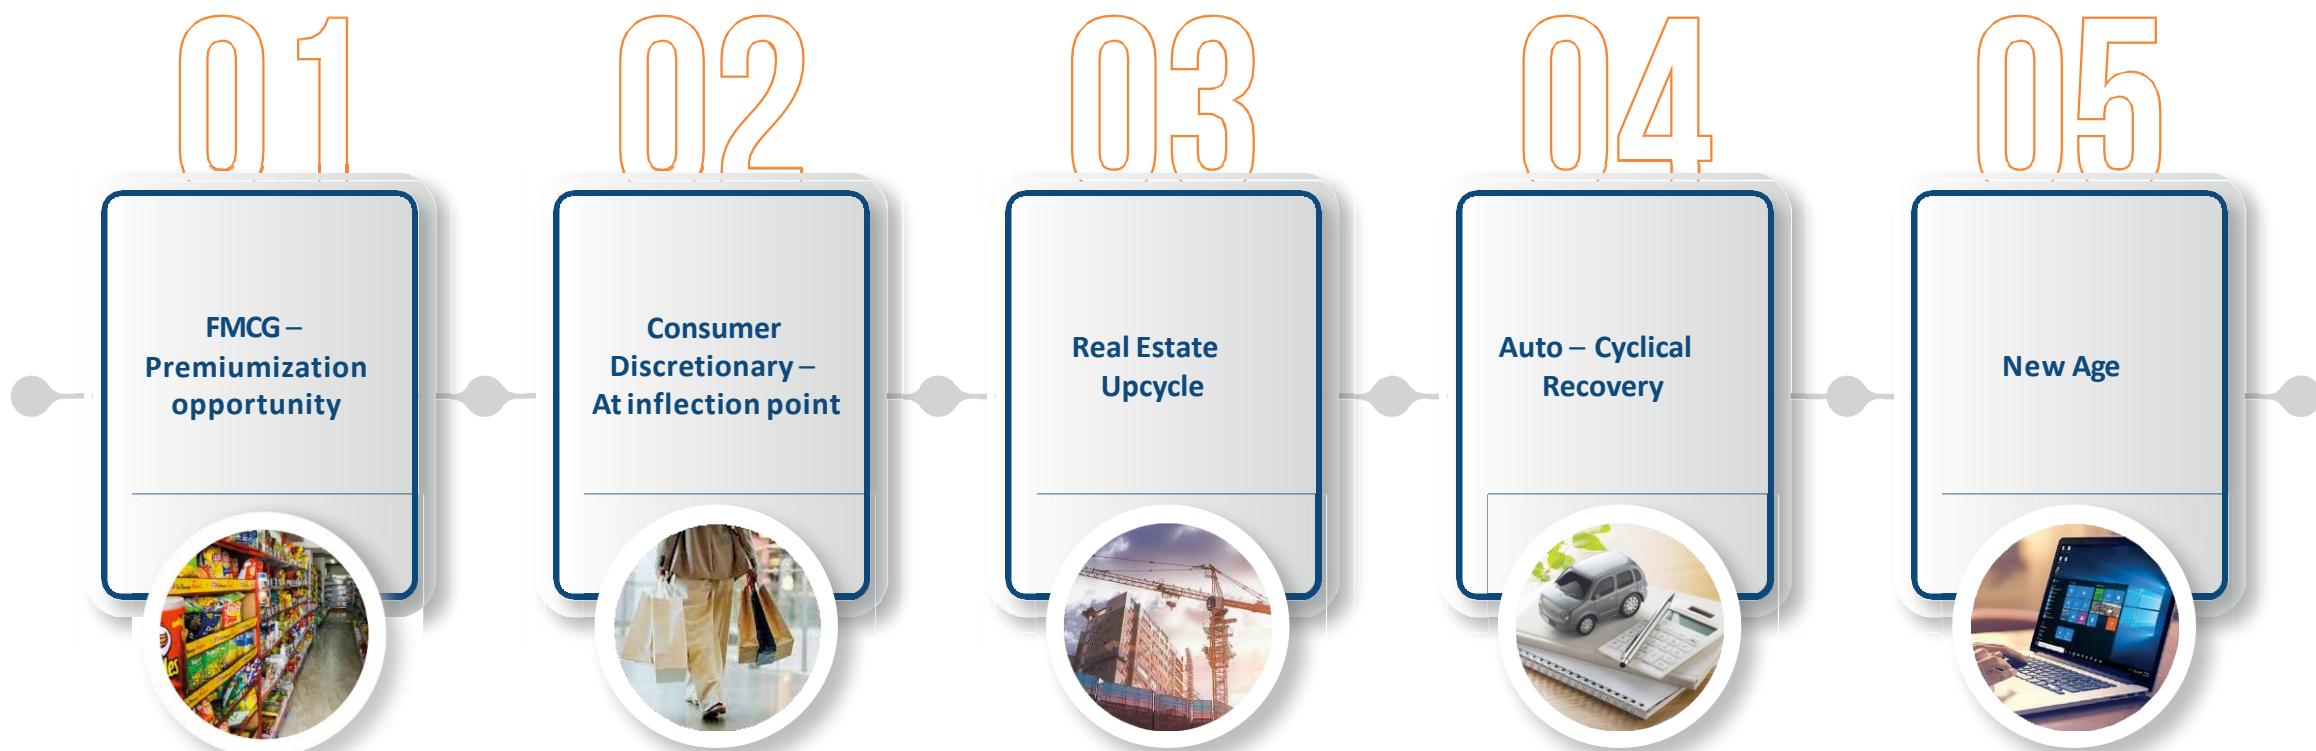 01
02
03
04
05
FMCG –
Premiumization
opportunity
Consumer
Discretionary –
At inflection point
Real Estate
Upcycle
Auto – Cyclical
Recovery
New Age